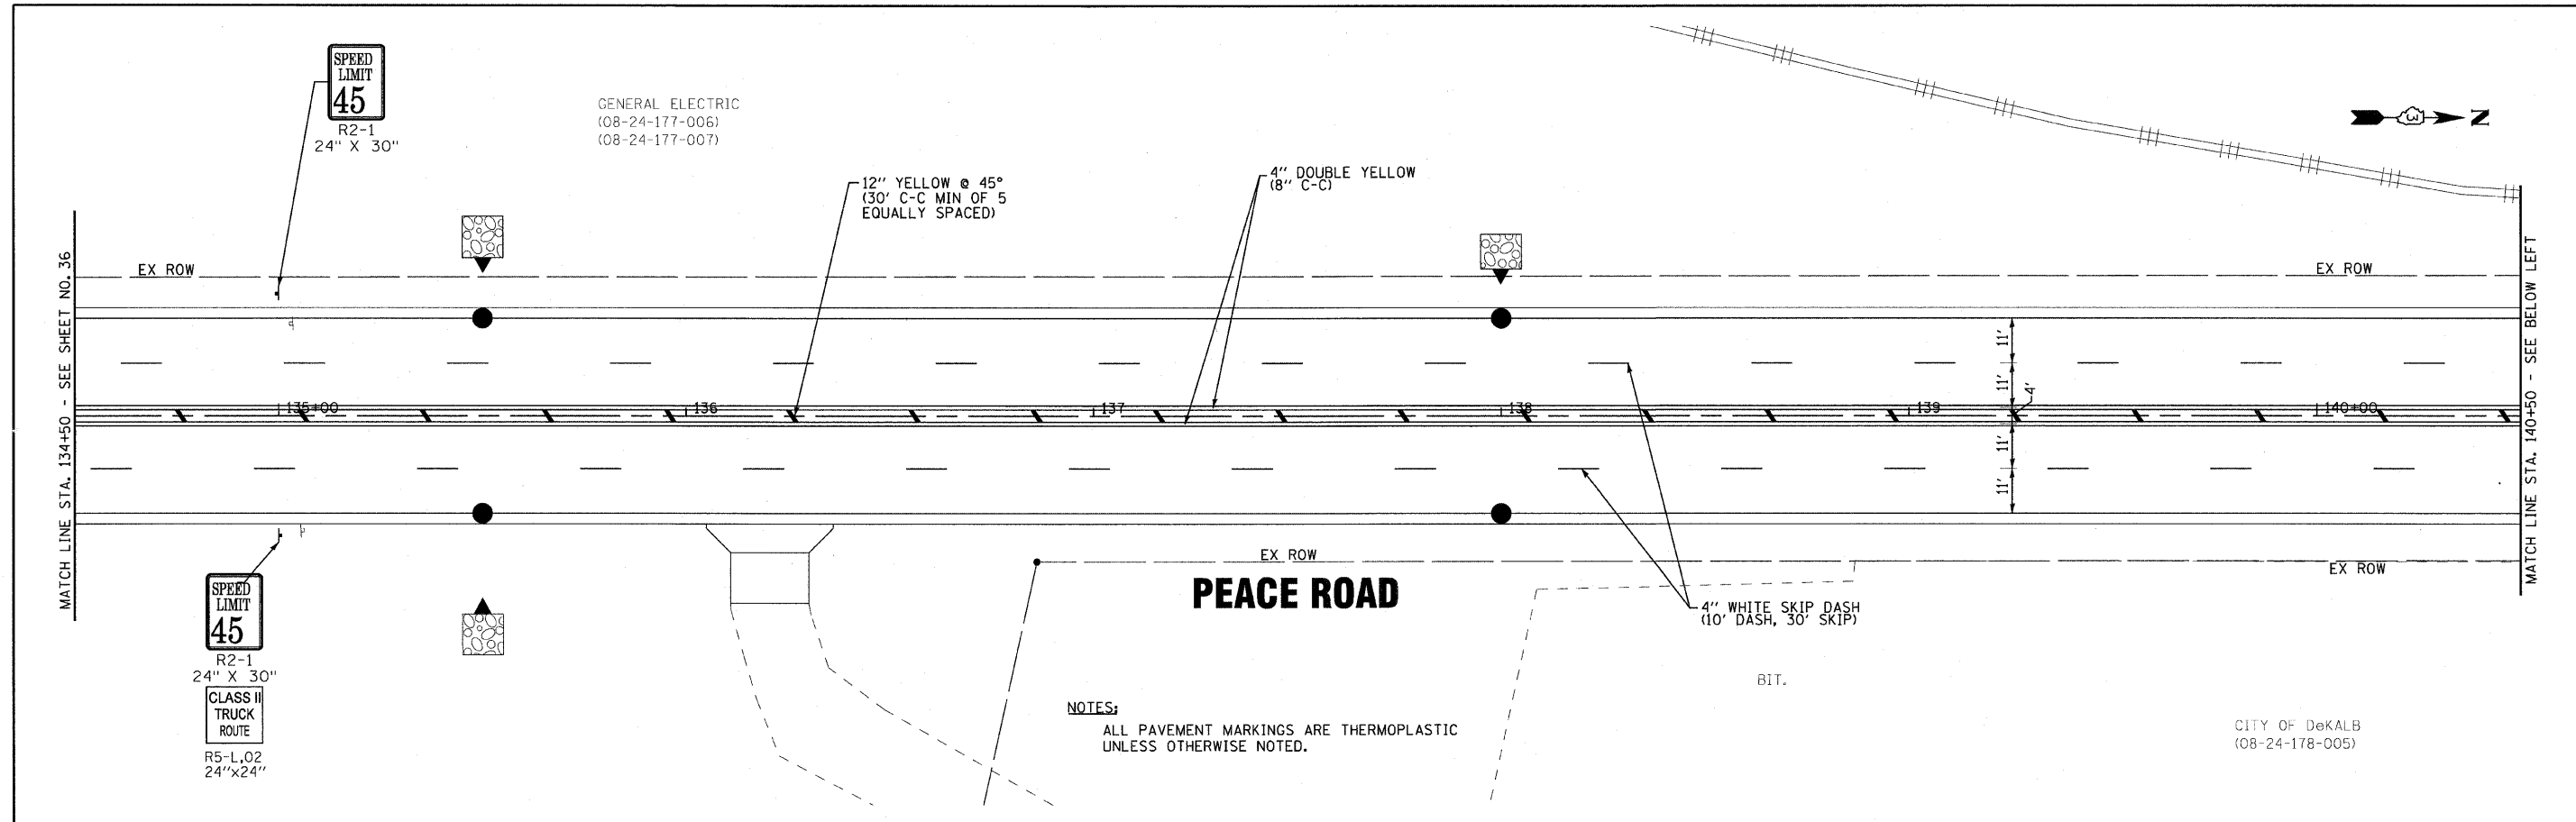 SPEED
LIMIT
45
R2-1
24" X 30"
GENERAL ELECTRIC
(08-24-177-006)
(08-24-177-007)
12" YELLOW @ 45°
(30' C-C MIN OF 5
EQUALLY SPACED)
4" DOUBLE YELLOW
(8" C-C)
N
MATCH LINE STA. 134+50 - SEE SHEET NO. 36
EX ROW
EX ROW
MATCH LINE STA. 140+50 - SEE BELOW LEFT
11'
11'
4'
11'
11'
135+00
136
137
138
139
140+00
EX ROW
EX ROW
PEACE ROAD
4" WHITE SKIP DASH
(10' DASH, 30' SKIP)
SPEED
LIMIT
45
R2-1
24" X 30"
CLASS II
TRUCK
ROUTE
R5-L,02
24"x24"
BIT.
NOTES:
ALL PAVEMENT MARKINGS ARE THERMOPLASTIC
UNLESS OTHERWISE NOTED.
CITY OF DeKALB
(08-24-178-005)